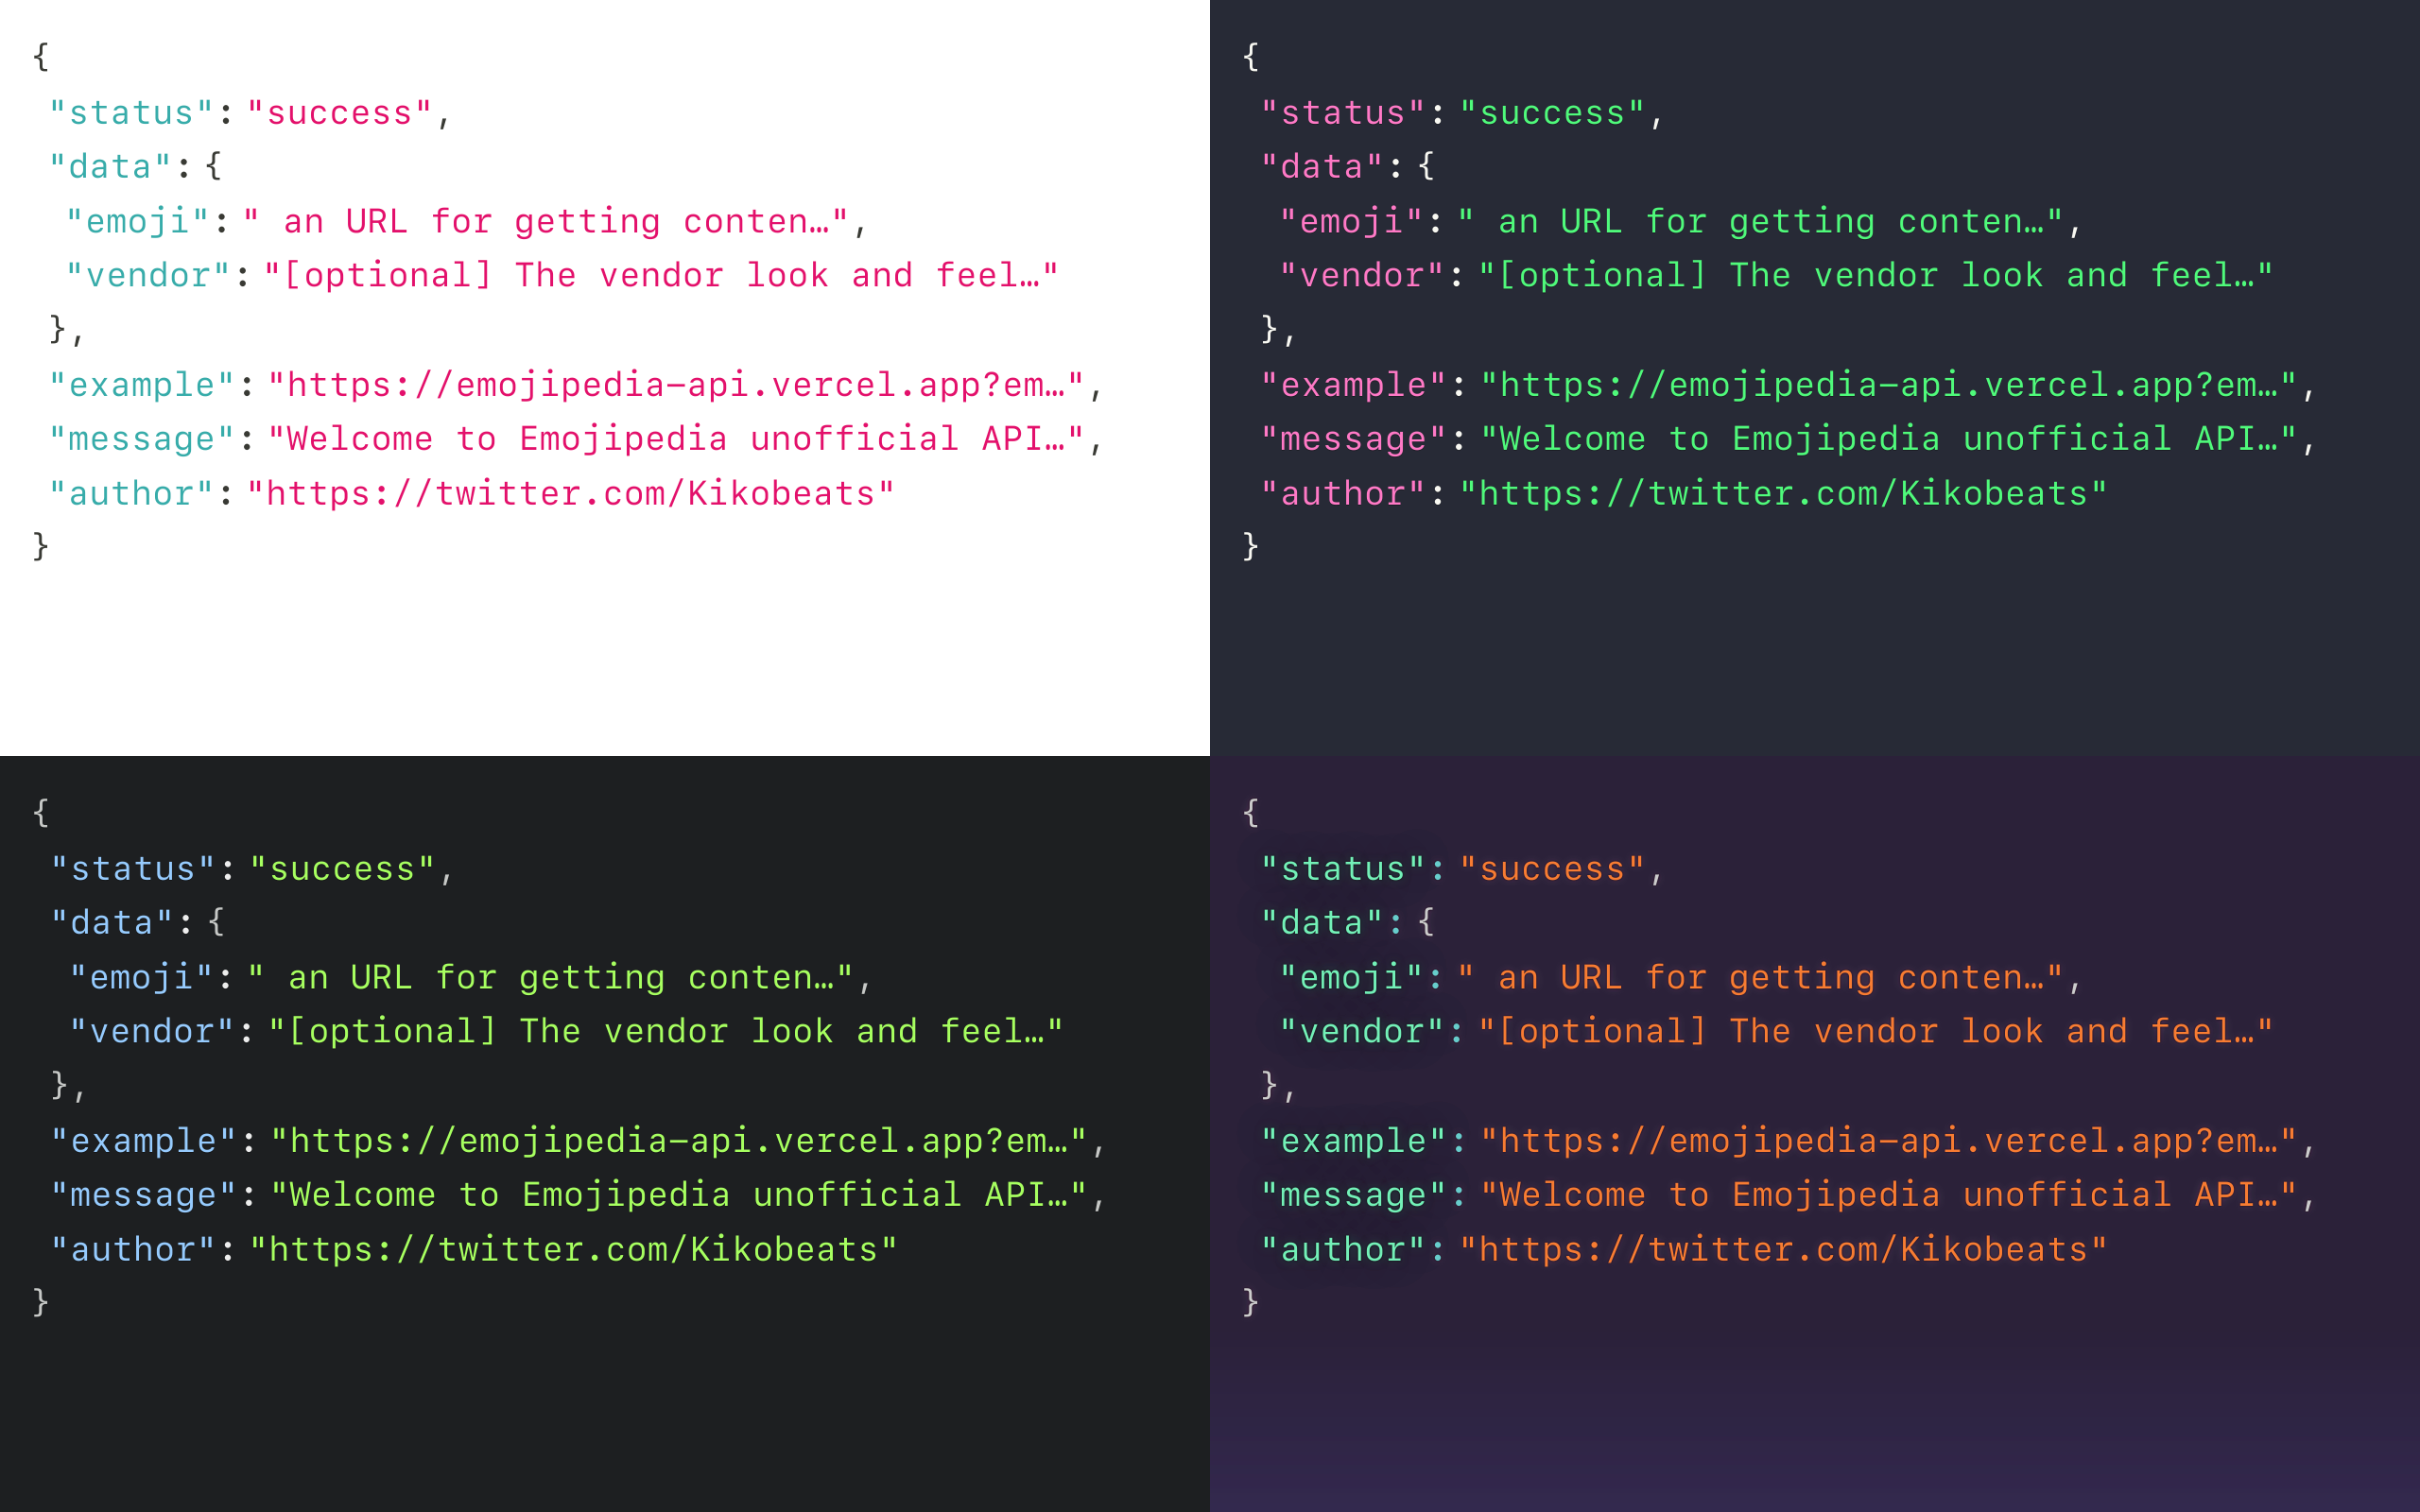 {
"status": "success",
"data": {
"emoji": " an URL for getting conten…",
"vendor": "[optional] The vendor look and feel…"
},
"example": "https://emojipedia-api.vercel.app?em…",
"message": "Welcome to Emojipedia unofficial API…",
"author": "https://twitter.com/Kikobeats"
}
{
"status": "success",
"data": {
"emoji": " an URL for getting conten…",
"vendor": "[optional] The vendor look and feel…"
},
"example": "https://emojipedia-api.vercel.app?em…",
"message": "Welcome to Emojipedia unofficial API…",
"author": "https://twitter.com/Kikobeats"
}
{
"status": "success",
"data": {
"emoji": " an URL for getting conten…",
"vendor": "[optional] The vendor look and feel…"
},
"example": "https://emojipedia-api.vercel.app?em…",
"message": "Welcome to Emojipedia unofficial API…",
"author": "https://twitter.com/Kikobeats"
}
{
"status": "success",
"data": {
"emoji": " an URL for getting conten…",
"vendor": "[optional] The vendor look and feel…"
},
"example": "https://emojipedia-api.vercel.app?em…",
"message": "Welcome to Emojipedia unofficial API…",
"author": "https://twitter.com/Kikobeats"
}